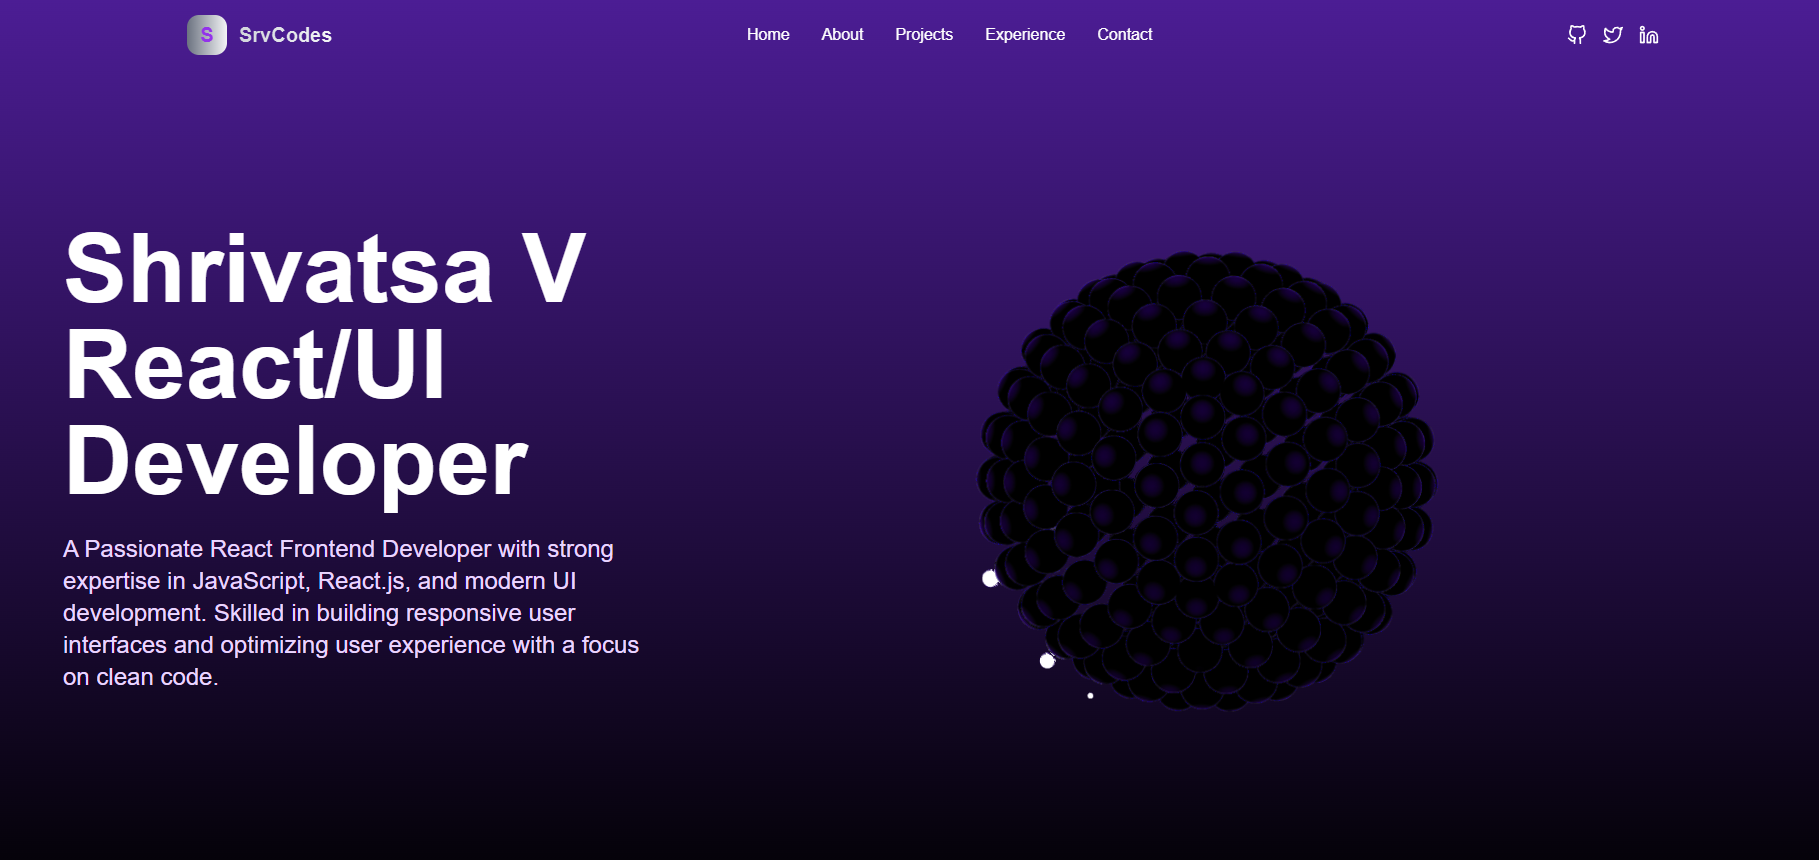 S SrvCodes
Home About Projects Experience Contact
Shrivatsa V
React/UI
Developer
A Passionate React Frontend Developer with strong
expertise in JavaScript, React.js, and modern UI
development. Skilled in building responsive user
interfaces and optimizing user experience with a focus
on clean code.